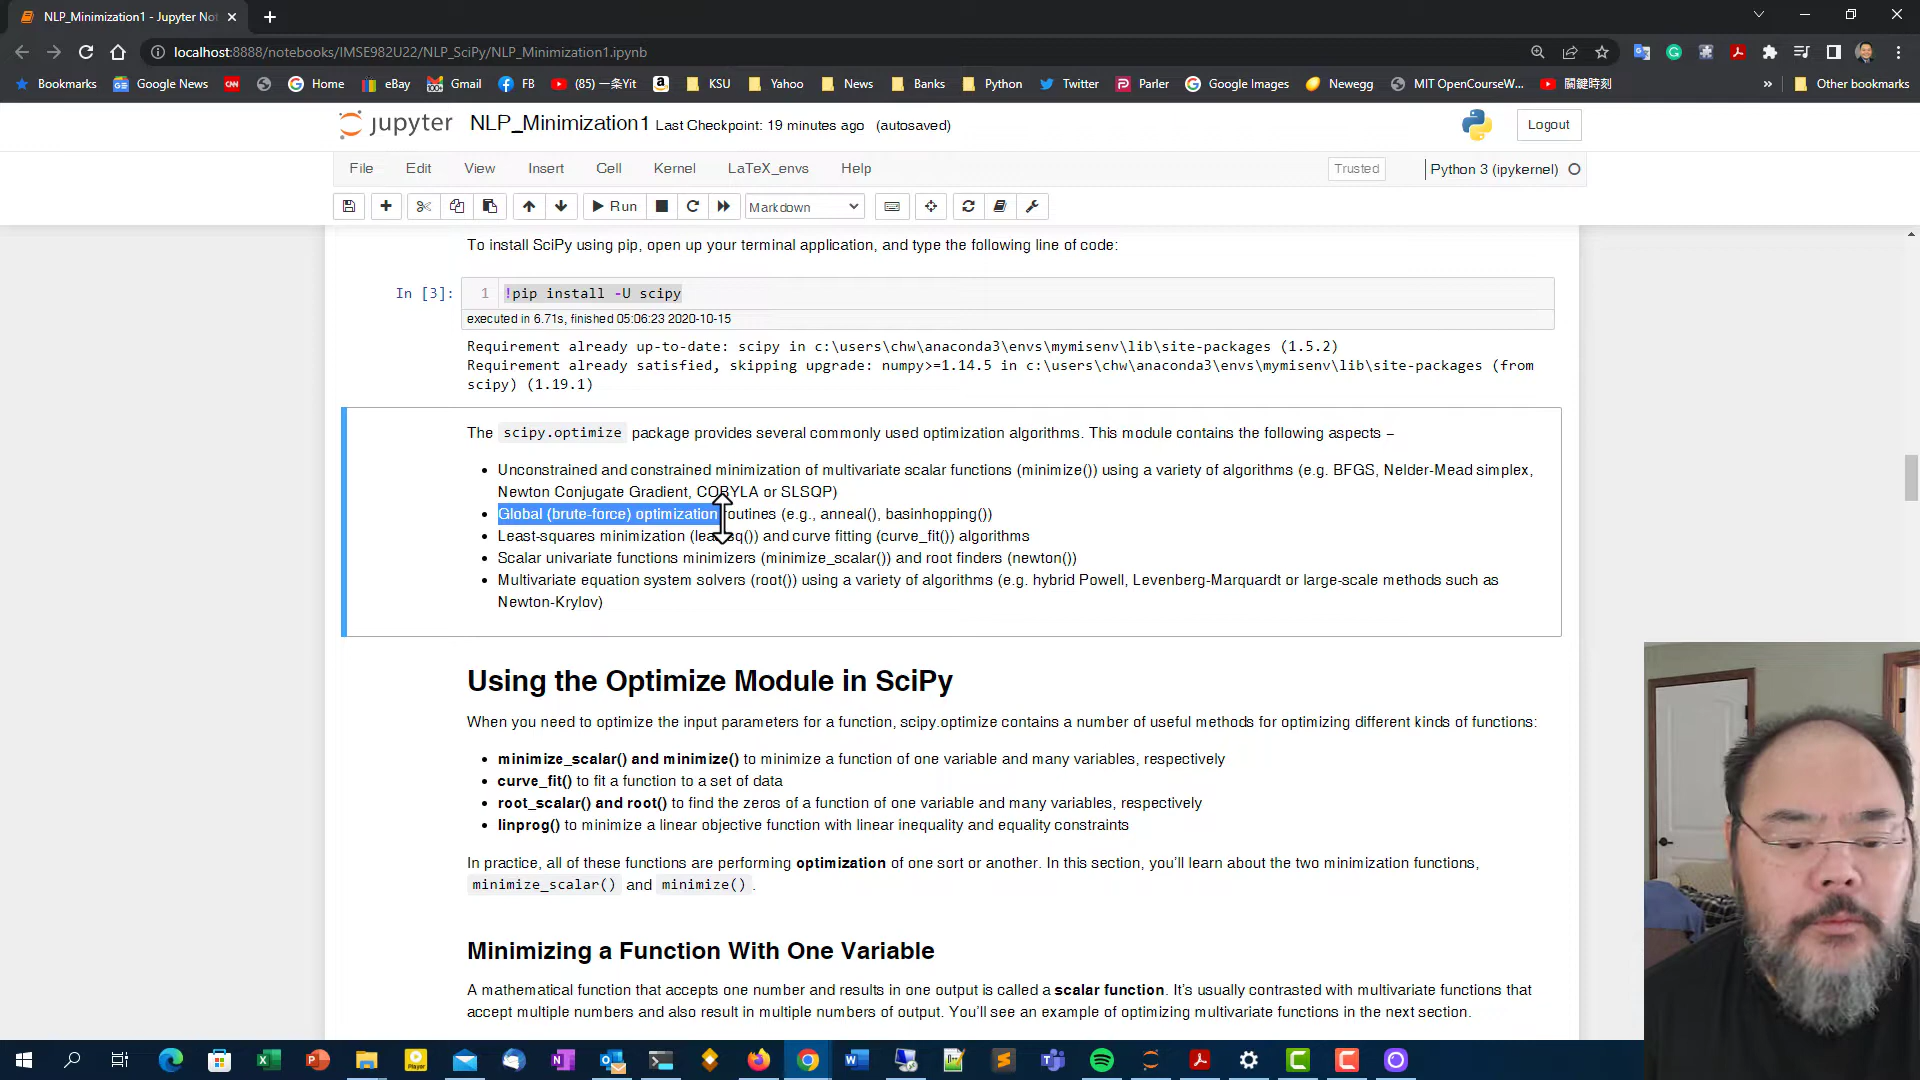 NLP_Minimization1 - Jupyter Not
localhost:8888/notebooks/IMSE982U22/NLP_SciPy/NLP_Minimization1.ipynb
Bookmarks Google News CNN Home eBay Gmail FB (85) 一条Yit KSU Yahoo News Banks Python Twitter Parler Google Images Newegg MIT OpenCourseW... 關鍵時刻 » Other bookmarks
jupyter NLP_Minimization1 Last Checkpoint: 19 minutes ago (autosaved) Logout
File Edit View Insert Cell Kernel LaTeX_envs Help Trusted Python 3 (ipykernel)
Run Markdown
To install SciPy using pip, open up your terminal application, and type the following line of code:
In [3]: 1 !pip install -U scipy
executed in 6.71s, finished 05:06:23 2020-10-15
Requirement already up-to-date: scipy in c:\users\chw\anaconda3\envs\mymisenv\lib\site-packages (1.5.2)
Requirement already satisfied, skipping upgrade: numpy>=1.14.5 in c:\users\chw\anaconda3\envs\mymisenv\lib\site-packages (from
scipy) (1.19.1)
The scipy.optimize package provides several commonly used optimization algorithms. This module contains the following aspects –
• Unconstrained and constrained minimization of multivariate scalar functions (minimize()) using a variety of algorithms (e.g. BFGS, Nelder-Mead simplex,
Newton Conjugate Gradient, COBYLA or SLSQP)
• Global (brute-force) optimization routines (e.g., anneal(), basinhopping())
• Least-squares minimization (leastsq()) and curve fitting (curve_fit()) algorithms
• Scalar univariate functions minimizers (minimize_scalar()) and root finders (newton())
• Multivariate equation system solvers (root()) using a variety of algorithms (e.g. hybrid Powell, Levenberg-Marquardt or large-scale methods such as
Newton-Krylov)
Using the Optimize Module in SciPy
When you need to optimize the input parameters for a function, scipy.optimize contains a number of useful methods for optimizing different kinds of functions:
• minimize_scalar() and minimize() to minimize a function of one variable and many variables, respectively
• curve_fit() to fit a function to a set of data
• root_scalar() and root() to find the zeros of a function of one variable and many variables, respectively
• linprog() to minimize a linear objective function with linear inequality and equality constraints
In practice, all of these functions are performing optimization of one sort or another. In this section, you'll learn about the two minimization functions,
minimize_scalar() and minimize() .
Minimizing a Function With One Variable
A mathematical function that accepts one number and results in one output is called a scalar function. It's usually contrasted with multivariate functions that
accept multiple numbers and also result in multiple numbers of output. You'll see an example of optimizing multivariate functions in the next section.